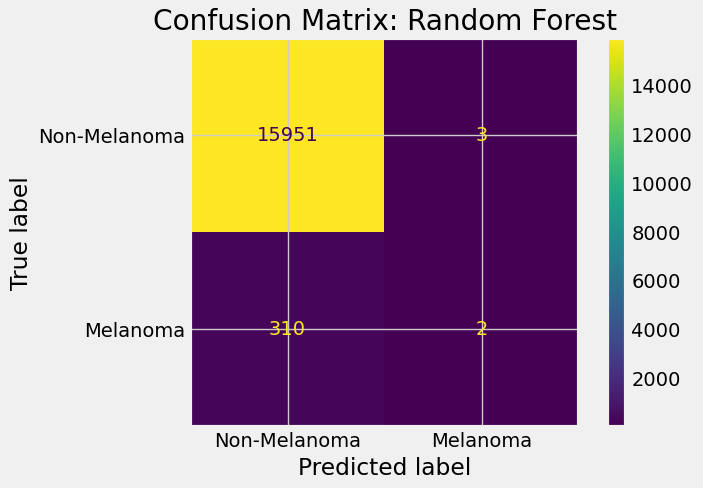 Confusion Matrix: Random Forest
True label
Non-Melanoma
15951
3
Melanoma
310
2
Non-Melanoma
Melanoma
Predicted label
14000
12000
10000
8000
6000
4000
2000